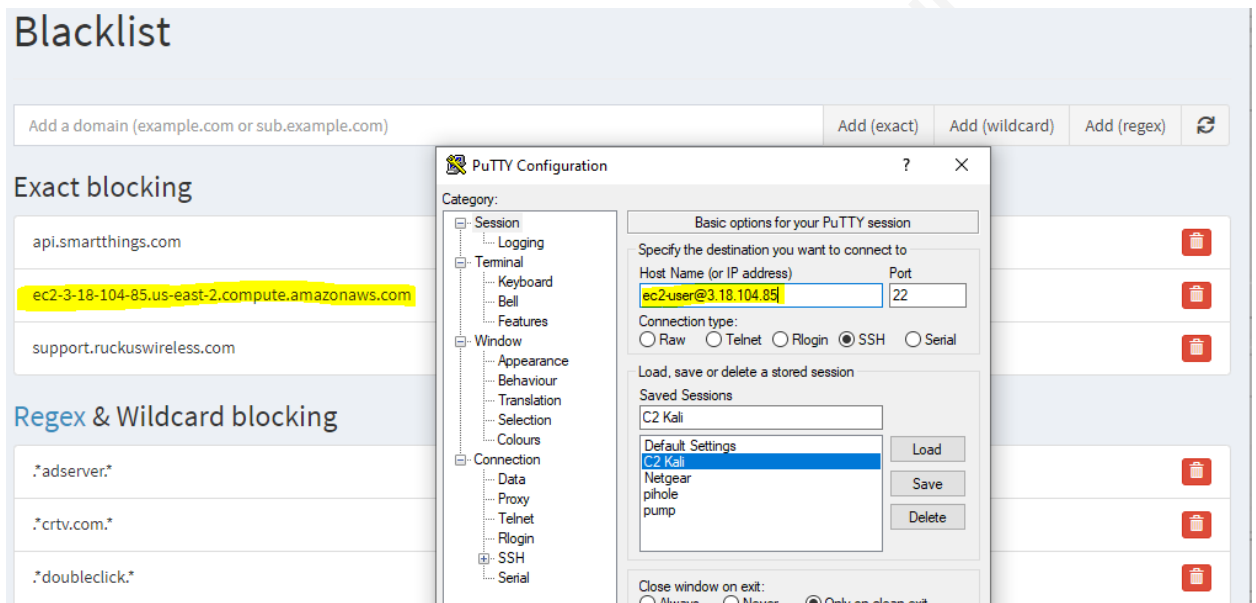 Blacklist
Add a domain (example.com or sub.example.com)
Add (exact)
Add (wildcard)
Add (regex)
Exact blocking
api.smartthings.com
ec2-3-18-104-85.us-east-2.compute.amazonaws.com
support.ruckuswireless.com
Regex & Wildcard blocking
.*adserver.*
.*crtv.com.*
.*doubleclick.*
PuTTY Configuration
?
Category:
Session
Logging
Terminal
Keyboard
Bell
Features
Window
Appearance
Behaviour
Translation
Selection
Colours
Connection
Data
Proxy
Telnet
Rlogin
SSH
Serial
Basic options for your PuTTY session
Specify the destination you want to connect to
Host Name (or IP address) Port
ec2-user@3.18.104.85 22
Connection type:
Raw Telnet Rlogin SSH Serial
Load, save or delete a stored session
Saved Sessions
C2 Kali
Default Settings
C2 Kali
Netgear
pihole
pump
Load
Save
Delete
Close window on exit:
Always Never Only on clean exit